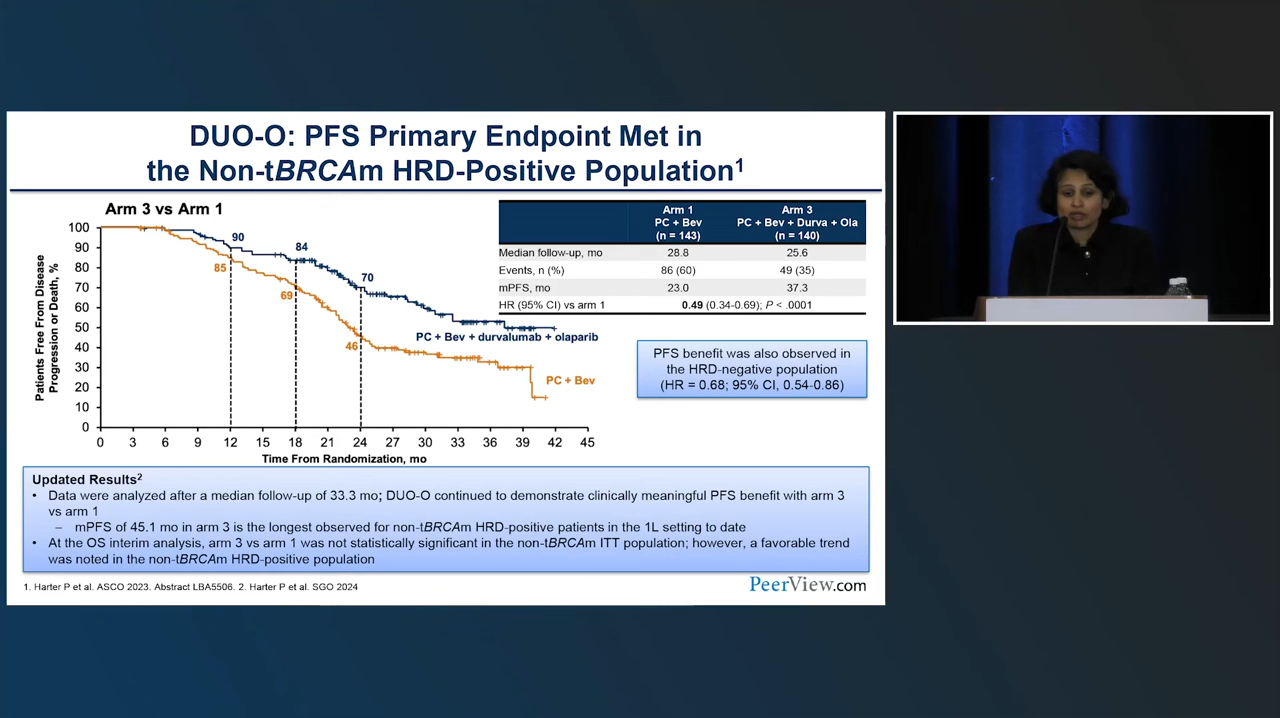 DUO-O: PFS Primary Endpoint Met in
the Non-tBRCAm HRD-Positive Population1
Arm 3 vs Arm 1
Patients Free From Disease
Progression or Death, %
100
90
80
70
60
50
40
30
20
10
0
90
84
70
85
69
46
PC + Bev + durvalumab + olaparib
PC + Bev
0 3 6 9 12 15 18 21 24 27 30 33 36 39 42 45
Time From Randomization, mo
Arm 1 Arm 3
PC + Bev PC + Bev + Durva + Ola
(n = 143) (n = 140)
Median follow-up, mo 28.8 25.6
Events, n (%) 86 (60) 49 (35)
mPFS, mo 23.0 37.3
HR (95% CI) vs arm 1 0.49 (0.34-0.69); P < .0001
PFS benefit was also observed in
the HRD-negative population
(HR = 0.68; 95% CI, 0.54-0.86)
Updated Results2
• Data were analyzed after a median follow-up of 33.3 mo; DUO-O continued to demonstrate clinically meaningful PFS benefit with arm 3
vs arm 1
– mPFS of 45.1 mo in arm 3 is the longest observed for non-tBRCAm HRD-positive patients in the 1L setting to date
• At the OS interim analysis, arm 3 vs arm 1 was not statistically significant in the non-tBRCAm ITT population; however, a favorable trend
was noted in the non-tBRCAm HRD-positive population
1. Harter P et al. ASCO 2023. Abstract LBA5506. 2. Harter P et al. SGO 2024
PeerView.com